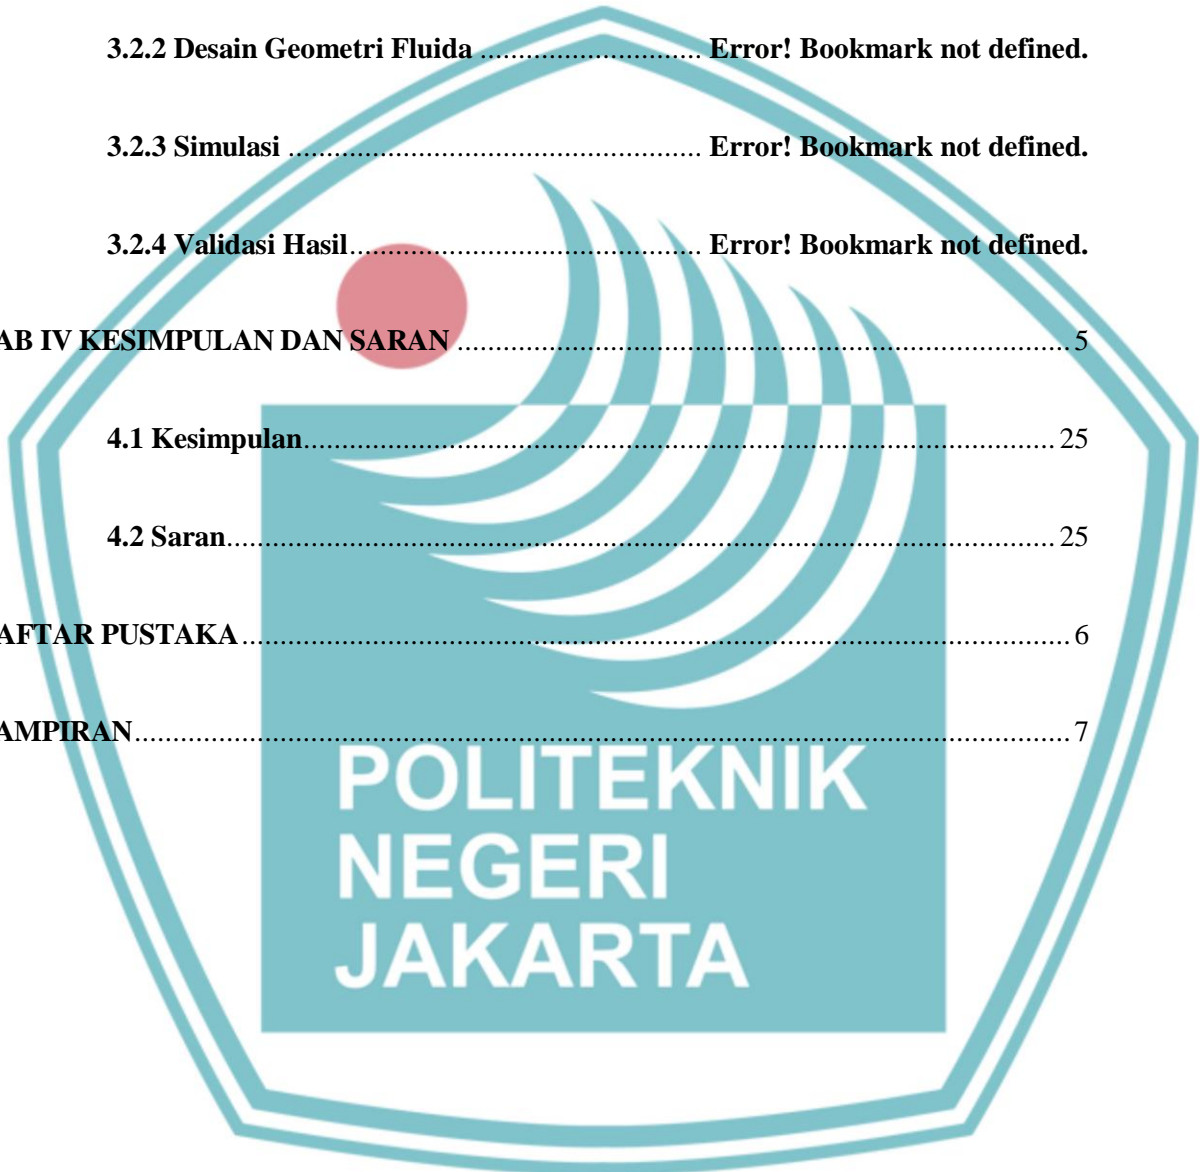 3.2.2 Desain Geometri Fluida ............................. Error! Bookmark not defined.
3.2.3 Simulasi ...................................................... Error! Bookmark not defined.
3.2.4 Validasi Hasil.............................................. Error! Bookmark not defined.
AB IV KESIMPULAN DAN SARAN ................................................................................ 5
4.1 Kesimpulan.................................................................................................. 25
4.2 Saran............................................................................................................ 25
AFTAR PUSTAKA ............................................................................................................ 6
AMPIRAN.......................................................................................................................... 7
POLITEKNIK
NEGERI
JAKARTA